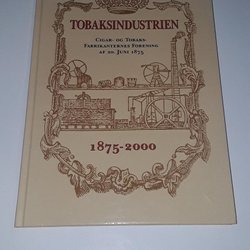 TOBAKSINDUSTRIEN
CIGAR- OG TOBAKS-
FABRIKANTERNES FORENING
AF 20. JUNI 1875
1875-2000